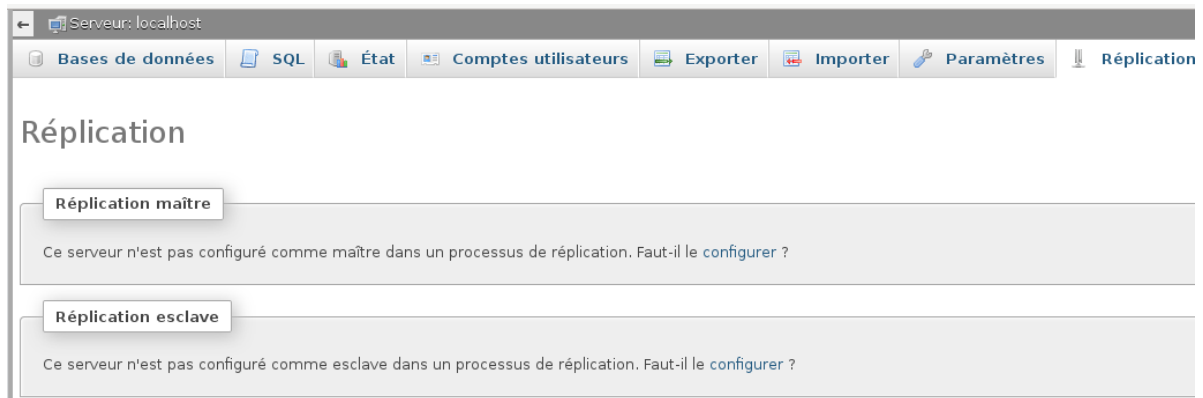 Serveur: localhost
Bases de données SQL État Comptes utilisateurs Exporter Importer Paramètres Réplication
Réplication
Réplication maître
Ce serveur n'est pas configuré comme maître dans un processus de réplication. Faut-il le configurer ?
Réplication esclave
Ce serveur n'est pas configuré comme esclave dans un processus de réplication. Faut-il le configurer ?